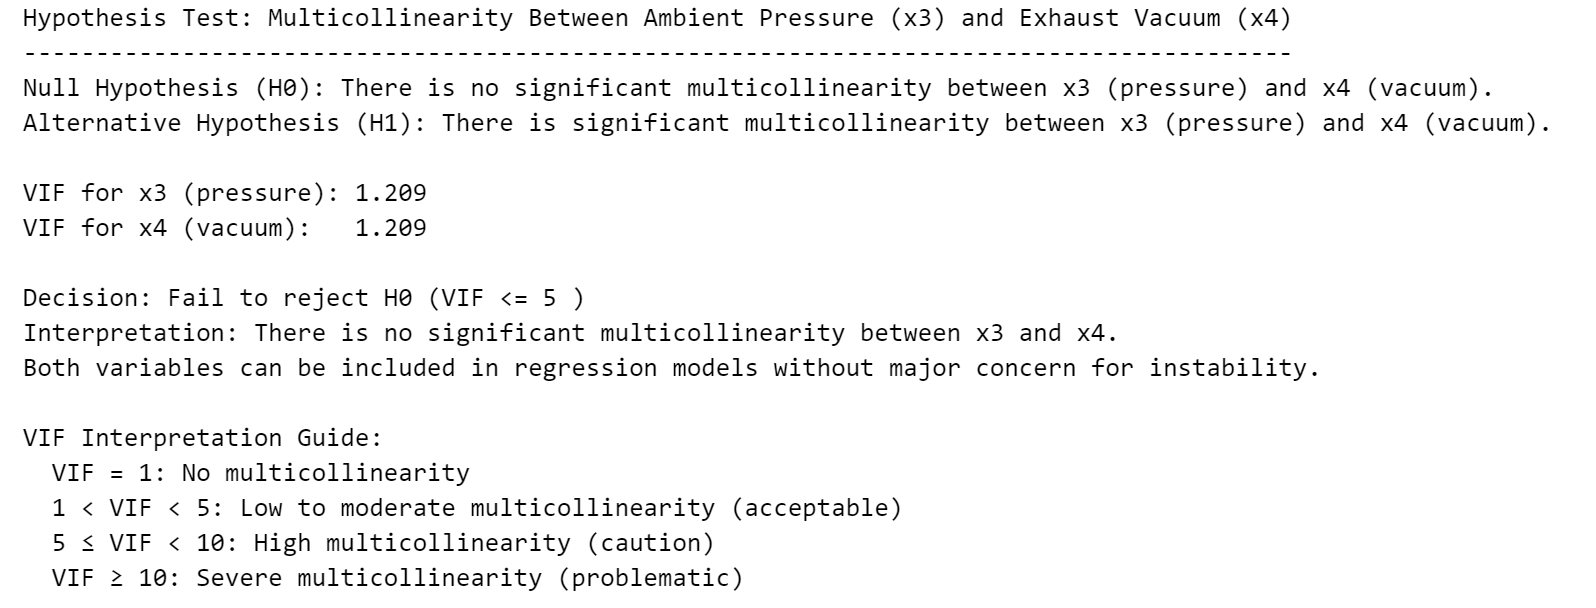 Hypothesis Test: Multicollinearity Between Ambient Pressure (x3) and Exhaust Vacuum (x4)
----------------------------------------------------------------------------------------
Null Hypothesis (H0): There is no significant multicollinearity between x3 (pressure) and x4 (vacuum).
Alternative Hypothesis (H1): There is significant multicollinearity between x3 (pressure) and x4 (vacuum).
VIF for x3 (pressure): 1.209
VIF for x4 (vacuum):   1.209
Decision: Fail to reject H0 (VIF <= 5 )
Interpretation: There is no significant multicollinearity between x3 and x4.
Both variables can be included in regression models without major concern for instability.
VIF Interpretation Guide:
  VIF = 1: No multicollinearity
  1 < VIF < 5: Low to moderate multicollinearity (acceptable)
  5 ≤ VIF < 10: High multicollinearity (caution)
  VIF ≥ 10: Severe multicollinearity (problematic)